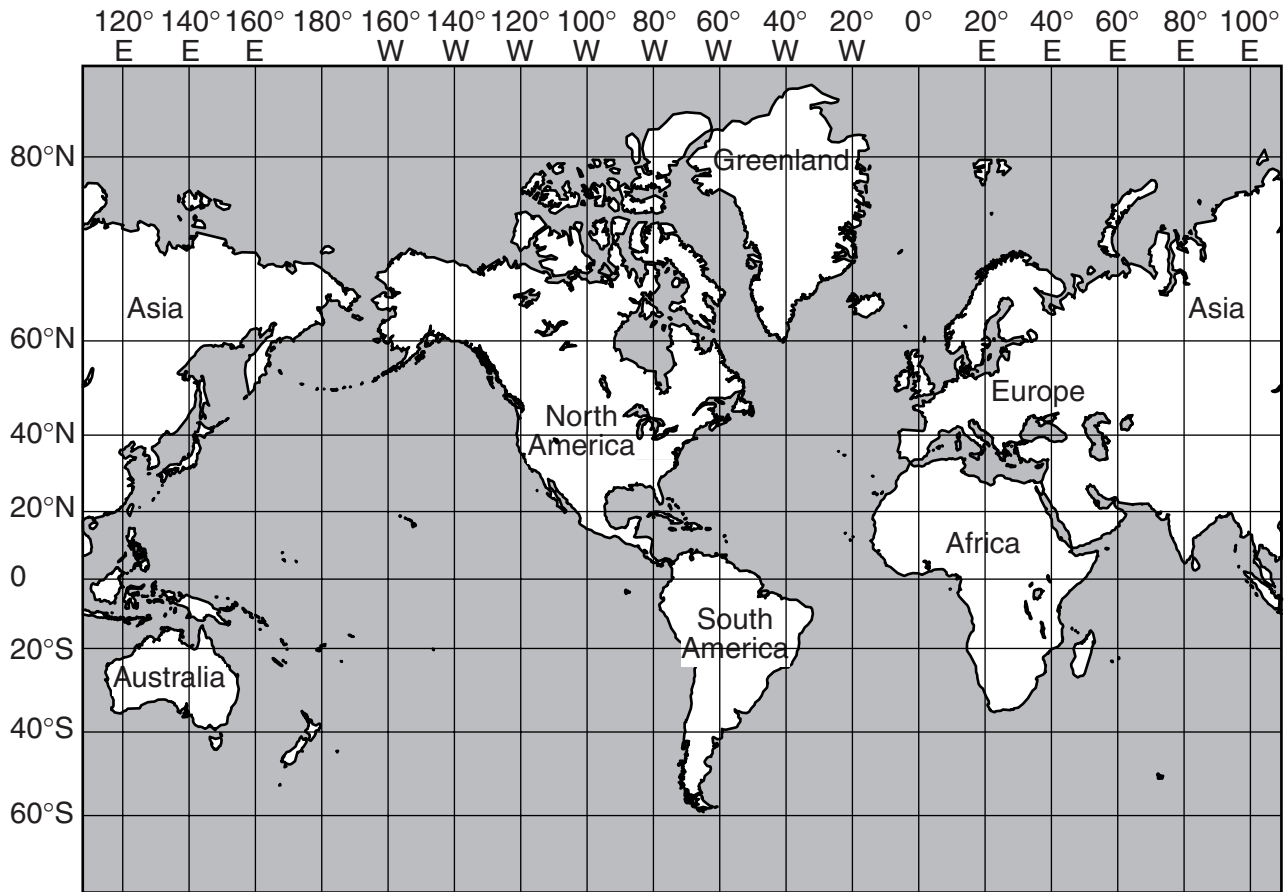 120° 140° 160° 180° 160° 140° 120° 100° 80° 60° 40° 20° 0° 20° 40° 60° 80° 100°
E E E W W W W W W W W E E E E E
80°N
Greenland
Asia
Asia
60°N
Europe
North
America
40°N
20°N
Africa
0
South
America
20°S
Australia
40°S
60°S